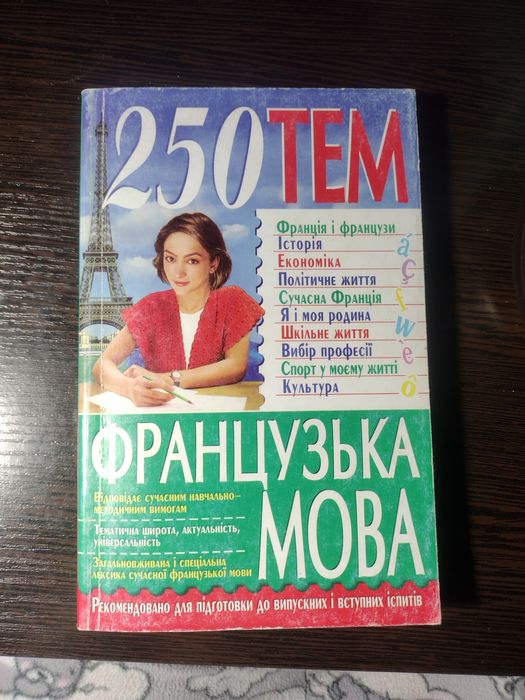 250 ТЕМ
Франція і французи
Історія
Економіка
Політичне життя
Сучасна Франція
Я і моя родина
Шкільне життя
Вибір професії
Спорт у моєму житті
Культура
á
ç
f
u
w
è
ô
ФРАНЦУЗЬКА
МОВА
Відповідає сучасним навчально-
методичним вимогам
Тематична широта, актуальність,
універсальність
Загальновживана і спеціальна
лексика сучасної французької мови
Рекомендовано для підготовки до випускних і вступних іспитів